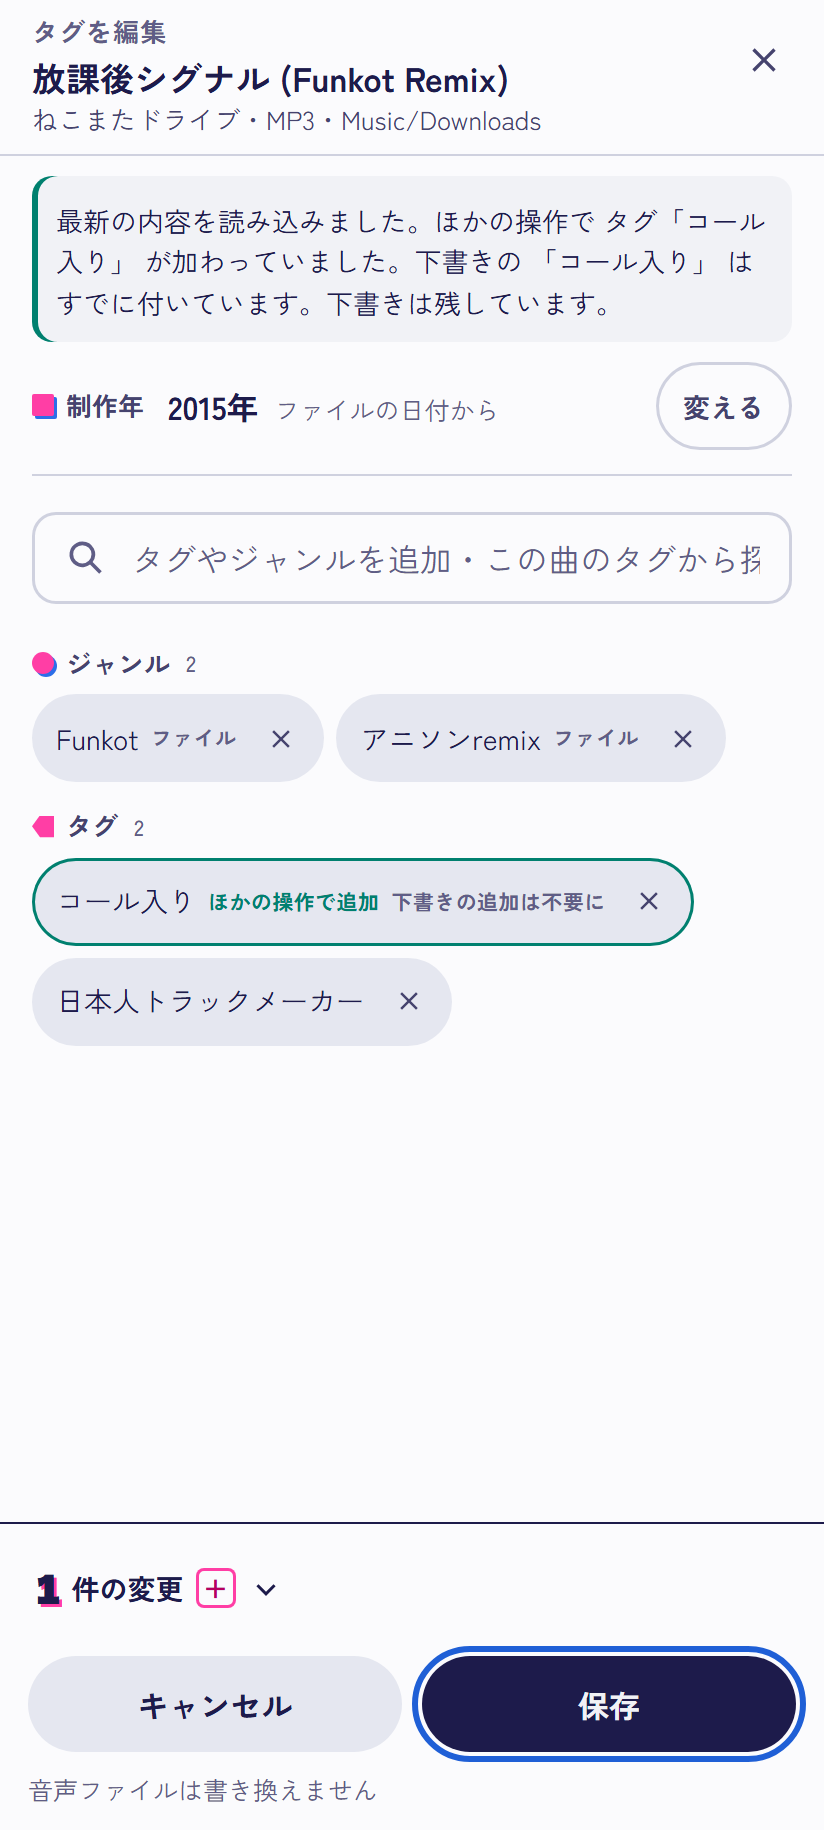 タグを編集
放課後シグナル (Funkot Remix)
ねこまたドライブ・MP3・Music/Downloads
最新の内容を読み込みました。ほかの操作で タグ「コール
入り」 が加わっていました。下書きの 「コール入り」 は
すでに付いています。下書きは残しています。
制作年 2015年 ファイルの日付から 変える
タグやジャンルを追加・この曲のタグから探
ジャンル 2
Funkot ファイル × アニソンremix ファイル ×
タグ 2
コール入り ほかの操作で追加 下書きの追加は不要に ×
日本人トラックメーカー ×
1 件の変更 +
キャンセル 保存
音声ファイルは書き換えません